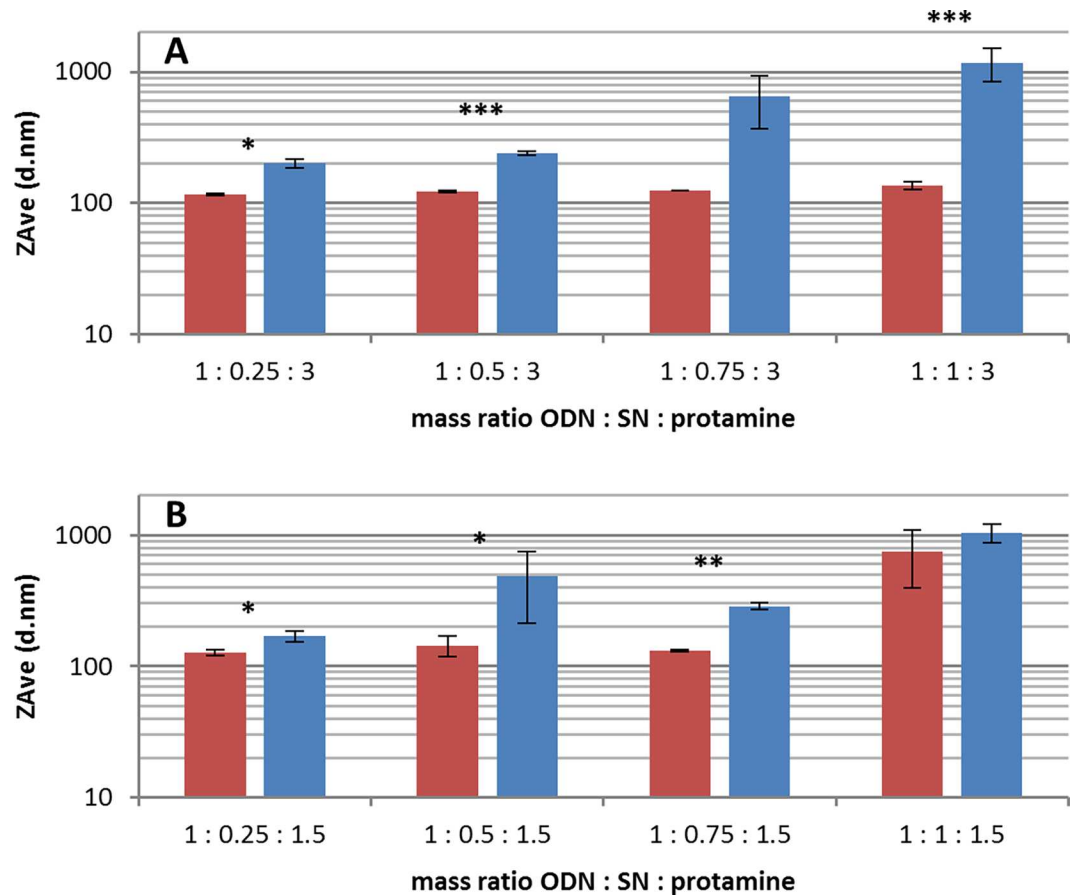 A
***
1000
***
*
ZAve (d.nm)
100
10
1 : 0.25 : 3 1 : 0.5 : 3 1 : 0.75 : 3 1 : 1 : 3
mass ratio ODN : SN : protamine
B
1000
*
**
*
ZAve (d.nm)
100
10
1 : 0.25 : 1.5 1 : 0.5 : 1.5 1 : 0.75 : 1.5 1 : 1 : 1.5
mass ratio ODN : SN : protamine